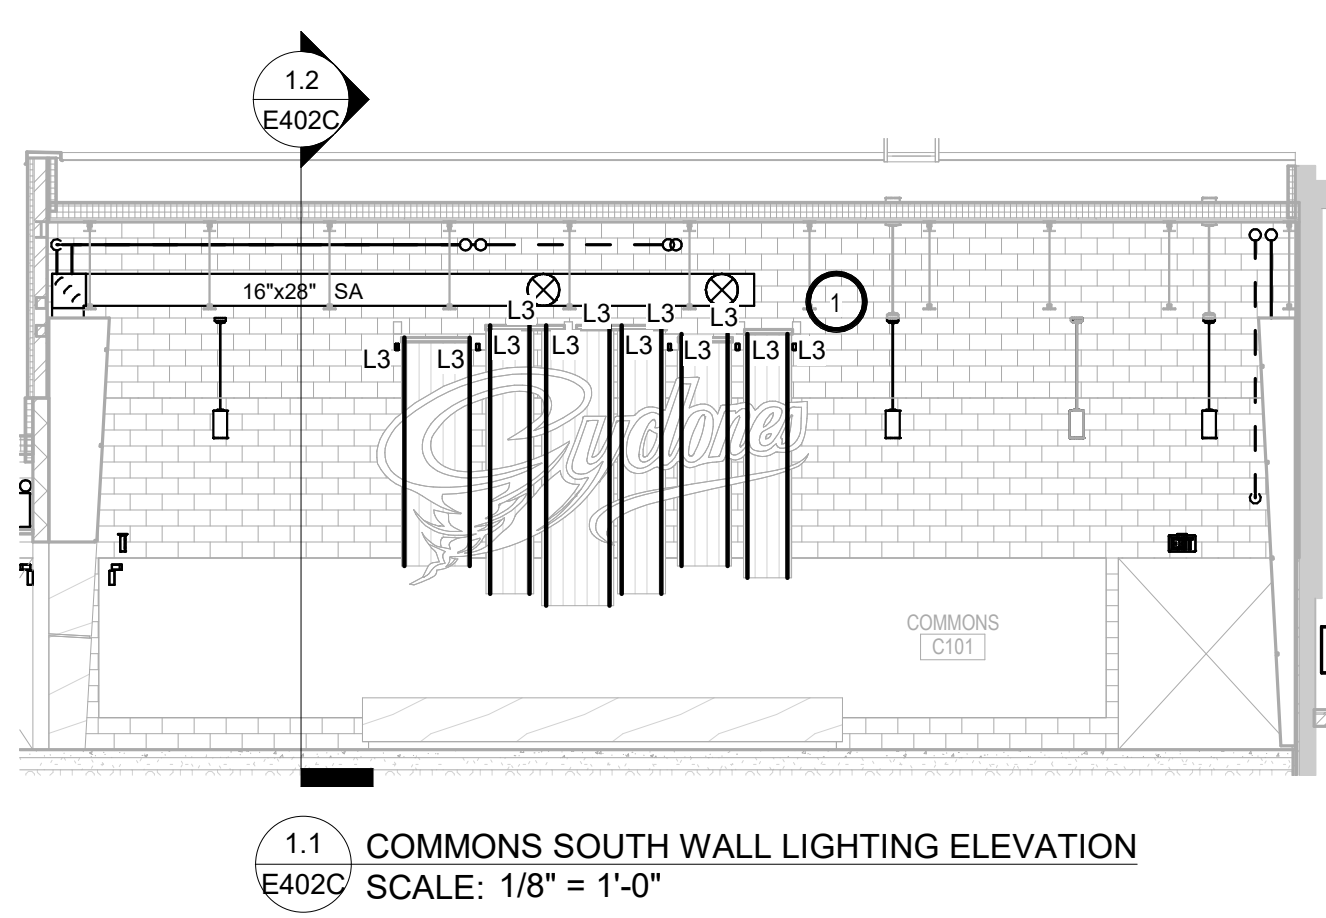 1.2
E402C
16"x28" SA
1
L3 L3 L3 L3
L3 L3 L3 L3 L3 L3 L3 L3
Cyclones
COMMONS
C101
1.1
E402C
COMMONS SOUTH WALL LIGHTING ELEVATION
SCALE: 1/8" = 1'-0"